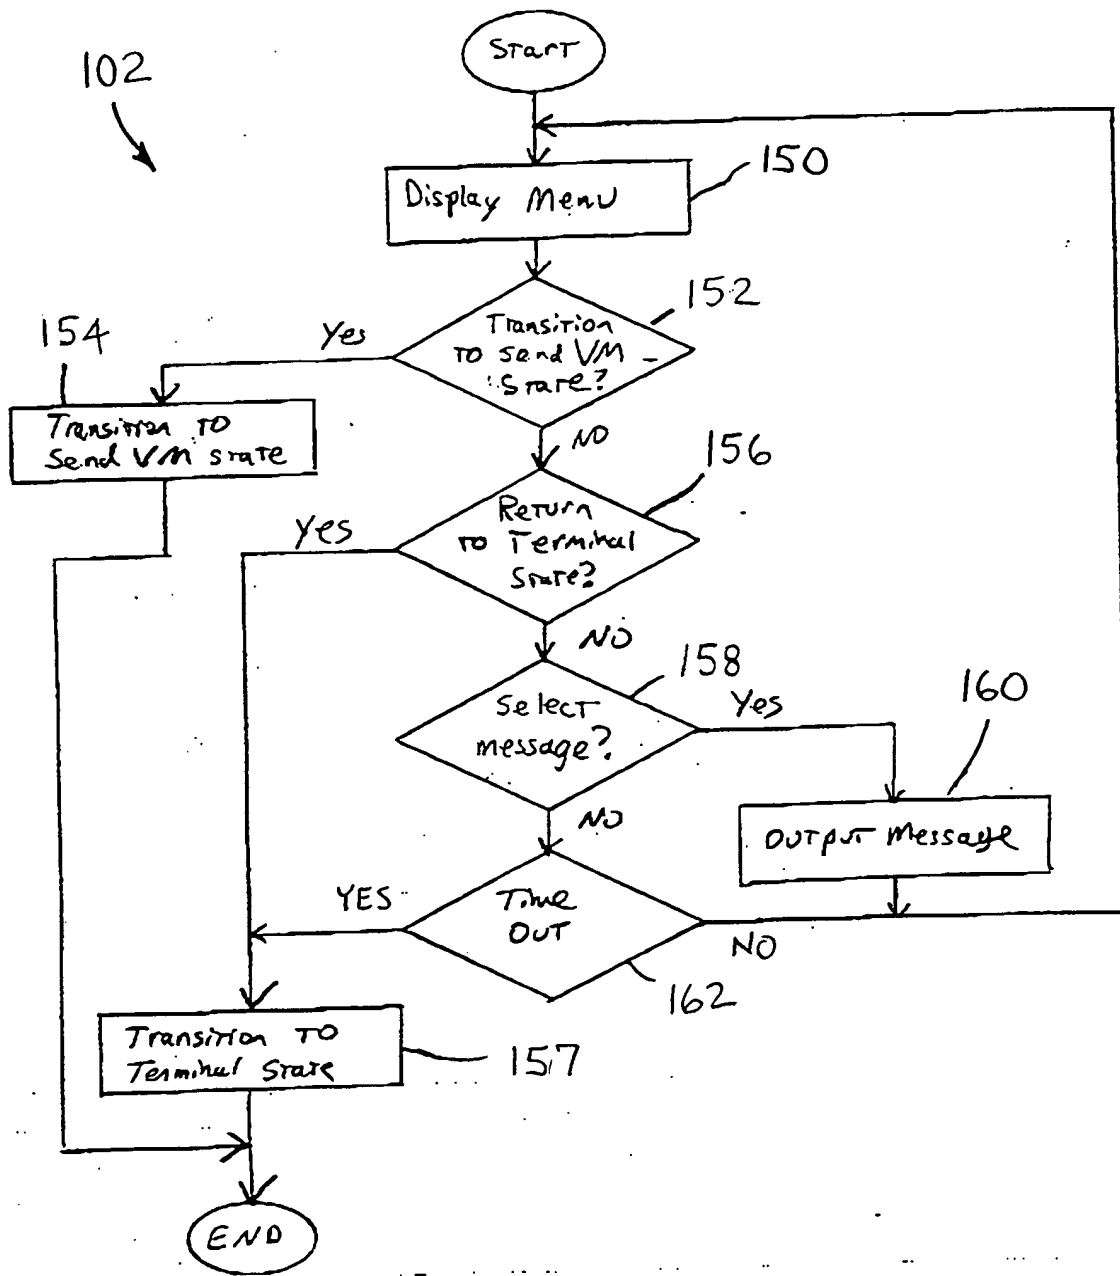 START
102
150
Display Menu
152
Transition
TO Send VM
State?
Yes
154
Transition TO
Send VM state
NO
156
Return
TO Terminal
State?
Yes
NO
158
Select
message?
Yes
160
OUTPUT Message
NO
Time
OUT
YES
NO
162
Transition TO
Terminal State
157
END